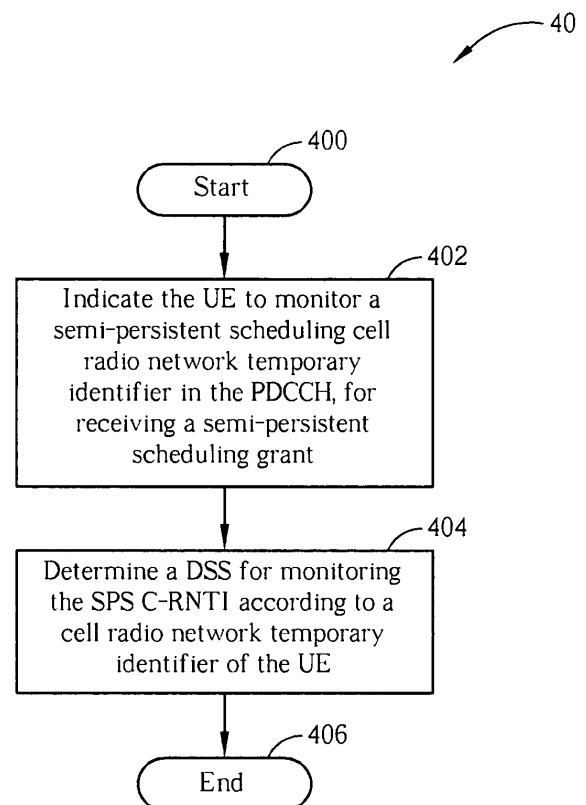 40
400
Start
402
Indicate the UE to monitor a
semi-persistent scheduling cell
radio network temporary
identifier in the PDCCH, for
receiving a semi-persistent
scheduling grant
404
Determine a DSS for monitoring
the SPS C-RNTI according to a
cell radio network temporary
identifier of the UE
406
End